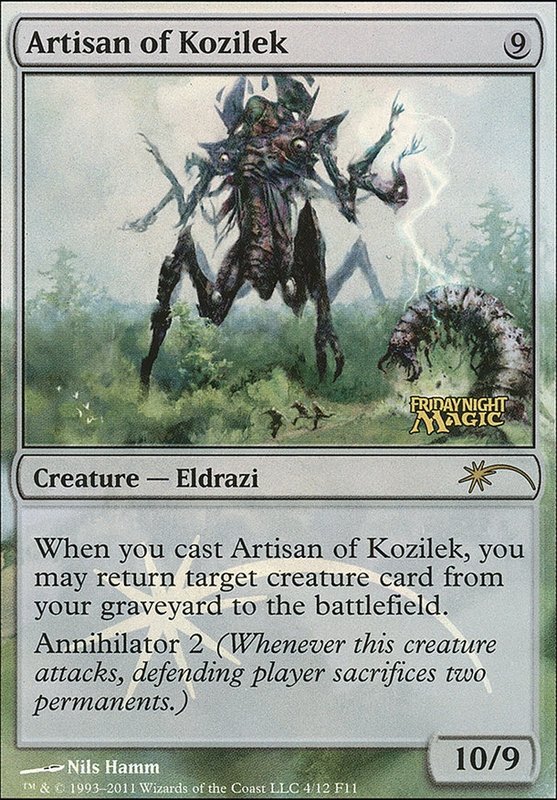 Artisan of Kozilek 9
FRIDAY NIGHT
MAGIC
Creature — Eldrazi
When you cast Artisan of Kozilek, you
may return target creature card from
your graveyard to the battlefield.
Annihilator 2 (Whenever this creature
attacks, defending player sacrifices two
permanents.)
10/9
Nils Hamm
™ & © 1993–2011 Wizards of the Coast LLC 4/12 F11